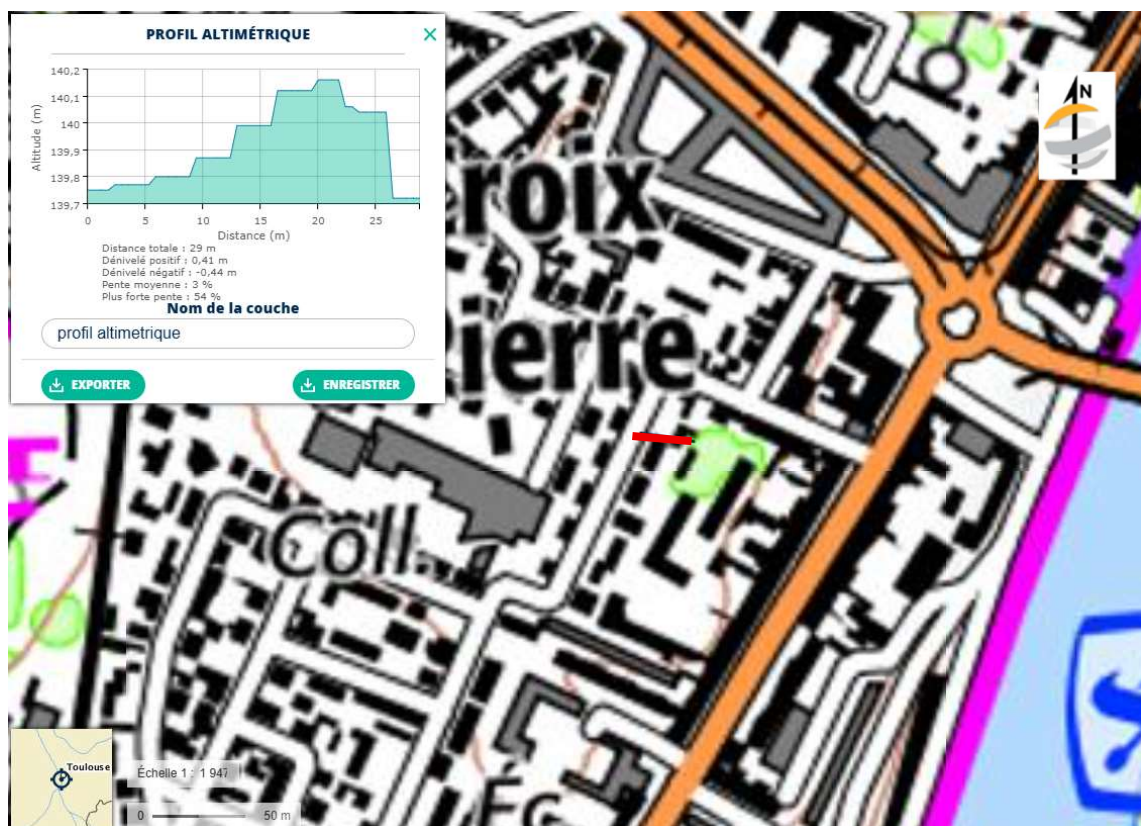 PROFIL ALTIMÉTRIQUE
140,2
140,1
140
139,9
139,8
139,7
Altitude (m)
0 5 10 15 20 25
Distance (m)
Distance totale : 29 m
Dénivelé positif : 0,41 m
Dénivelé négatif : -0,44 m
Pente moyenne : 3 %
Plus forte pente : 54 %
Nom de la couche
profil altimetrique
EXPORTER
ENREGISTRER
N
roix
Pierre
Coll.
Toulouse
Échelle 1 : 1 947
0 50 m